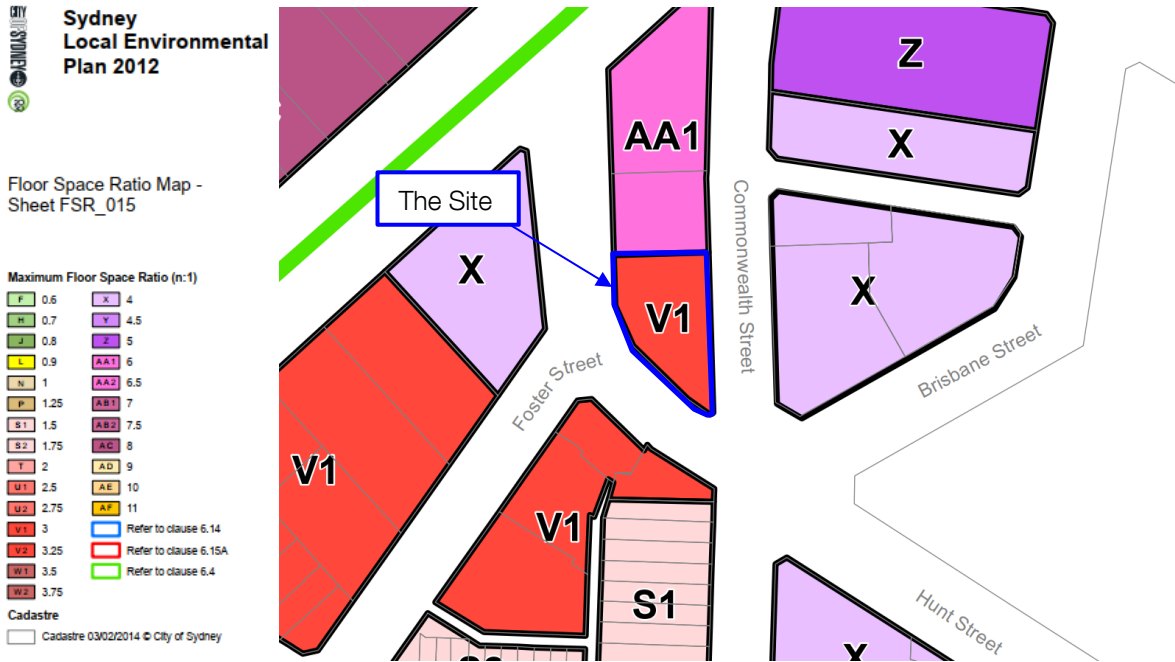 CITY OF SYDNEY
Sydney
Local Environmental
Plan 2012
Floor Space Ratio Map -
Sheet FSR_015
Maximum Floor Space Ratio (n:1)
F 0.6
H 0.7
J 0.8
L 0.9
N 1
P 1.25
S1 1.5
S2 1.75
T 2
U1 2.5
U2 2.75
V1 3
V2 3.25
W1 3.5
W2 3.75
X 4
Y 4.5
Z 5
AA1 6
AA2 6.5
AB1 7
AB2 7.5
AC 8
AD 9
AE 10
AF 11
Refer to clause 6.14
Refer to clause 6.15A
Refer to clause 6.4
Cadastre
Cadastre 03/02/2014 © City of Sydney
Z
AA1
X
The Site
X
Commonwealth Street
X
V1
Foster Street
Brisbane Street
V1
V1
S1
Hunt Street
X